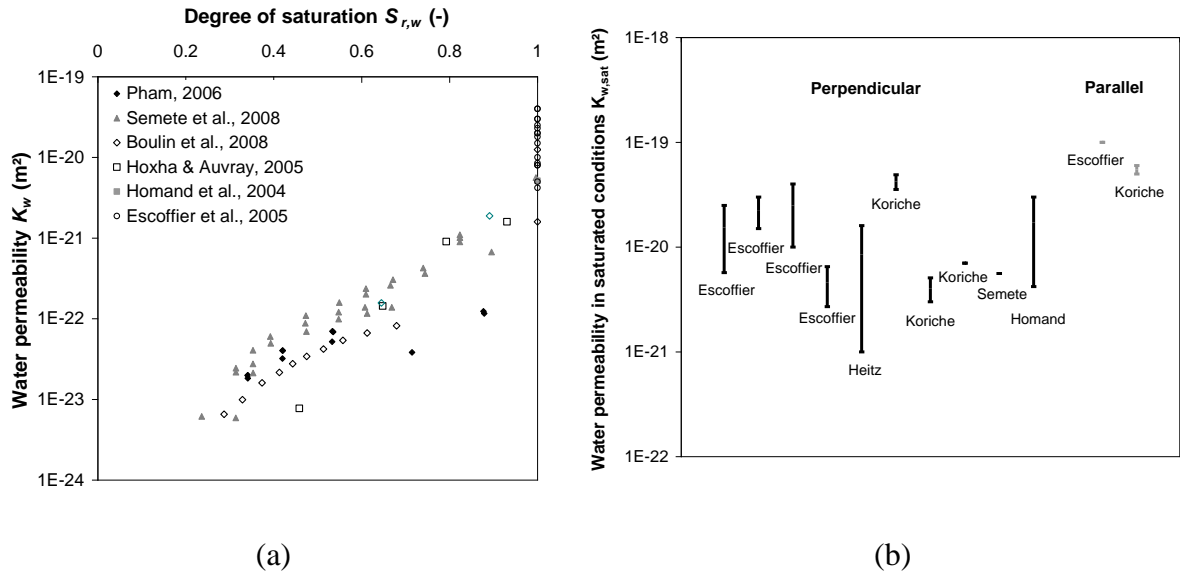 Degree of saturation S r,w (-)
0 0.2 0.4 0.6 0.8 1
Water permeability K w (m²)
1E-19
1E-20
1E-21
1E-22
1E-23
1E-24
Pham, 2006
Semete et al., 2008
Boulin et al., 2008
Hoxha & Auvray, 2005
Homand et al., 2004
Escoffier et al., 2005
(a)
Water permeability in saturated conditions K w,sat (m²)
1E-18
1E-19
1E-20
1E-21
1E-22
Perpendicular
Parallel
Escoffier
Escoffier
Escoffier
Escoffier
Heitz
Koriche
Koriche
Koriche
Semete
Homand
Escoffier
Koriche
(b)